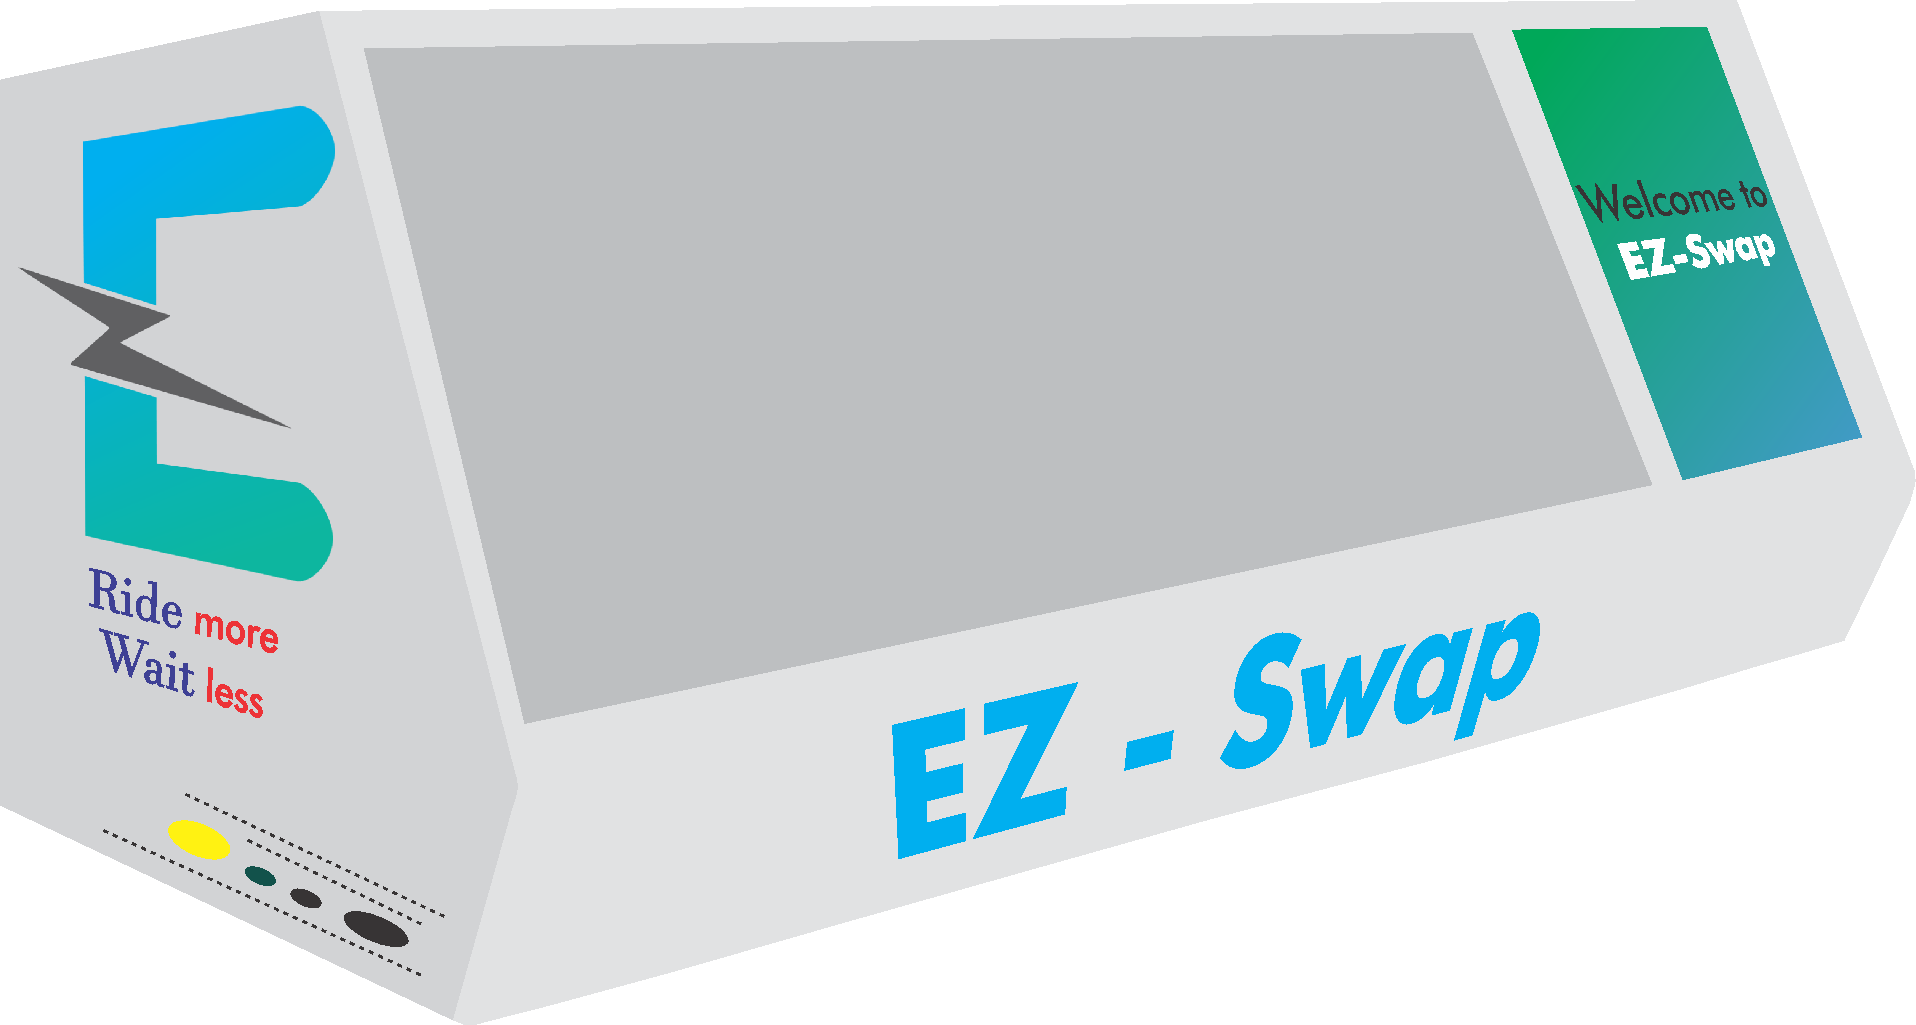 Welcome to
EZ-Swap
Ride more
Wait less
EZ - Swap